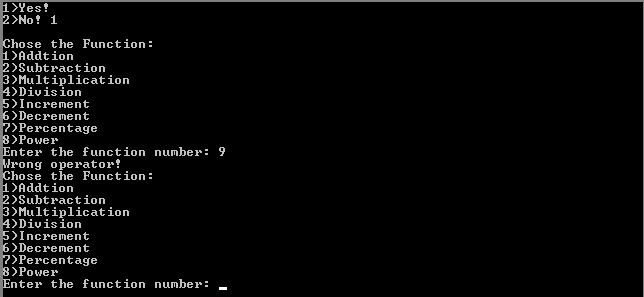 1>Yes!
2>No! 1
Chose the Function:
1>Addtion
2>Subtraction
3>Multiplication
4>Division
5>Increment
6>Decrement
7>Percentage
8>Power
Enter the function number: 9
Wrong operator!
Chose the Function:
1>Addtion
2>Subtraction
3>Multiplication
4>Division
5>Increment
6>Decrement
7>Percentage
8>Power
Enter the function number: _